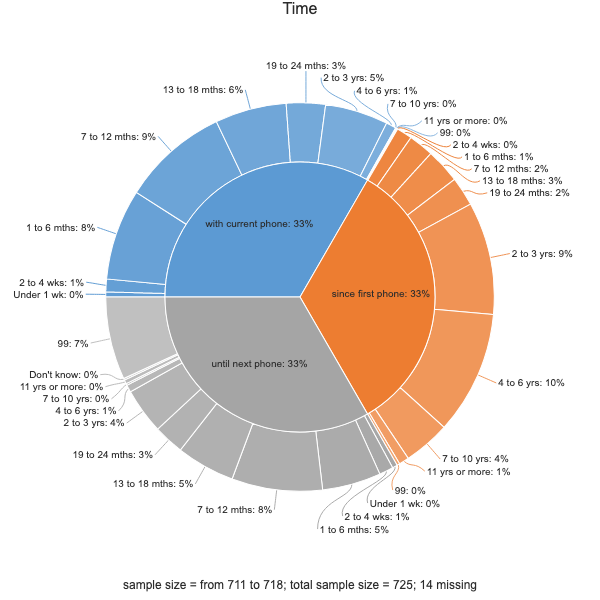 Time
19 to 24 mths: 3%
2 to 3 yrs: 5%
4 to 6 yrs: 1%
7 to 10 yrs: 0%
11 yrs or more: 0%
99: 0%
13 to 18 mths: 6%
7 to 12 mths: 9%
1 to 6 mths: 8%
2 to 4 wks: 1%
Under 1 wk: 0%
with current phone: 33%
2 to 4 wks: 0%
1 to 6 mths: 1%
7 to 12 mths: 2%
13 to 18 mths: 3%
19 to 24 mths: 2%
2 to 3 yrs: 9%
since first phone: 33%
4 to 6 yrs: 10%
7 to 10 yrs: 4%
11 yrs or more: 1%
99: 0%
until next phone: 33%
99: 7%
Don't know: 0%
11 yrs or more: 0%
7 to 10 yrs: 0%
4 to 6 yrs: 1%
2 to 3 yrs: 4%
19 to 24 mths: 3%
13 to 18 mths: 5%
7 to 12 mths: 8%
Under 1 wk: 0%
2 to 4 wks: 1%
1 to 6 mths: 5%
sample size = from 711 to 718; total sample size = 725; 14 missing